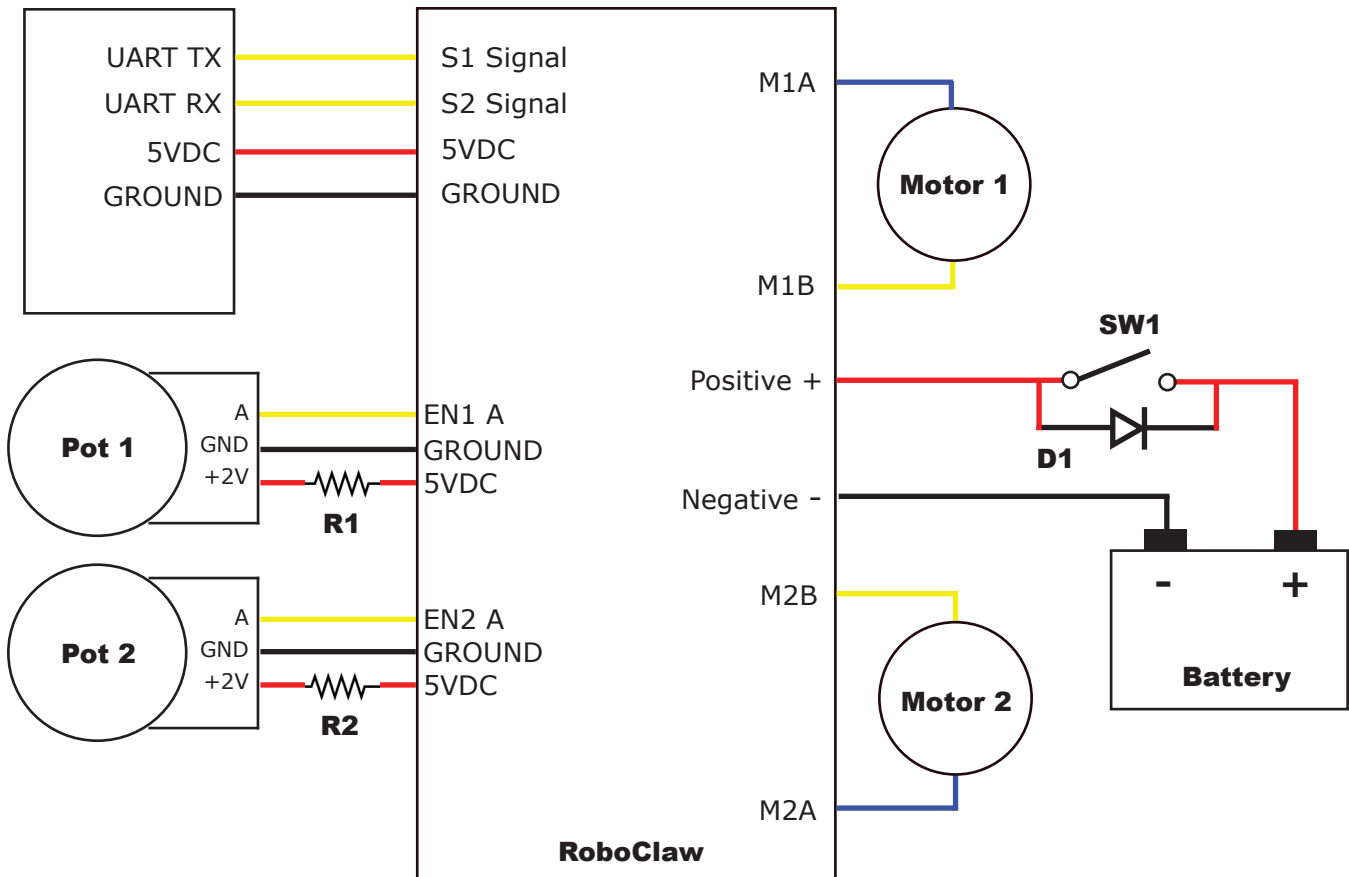 UART TX
UART RX
5VDC
GROUND
S1 Signal
S2 Signal
5VDC
GROUND
M1A
Motor 1
M1B
SW1
Positive +
D1
Negative -
- +
Battery
M2B
Motor 2
M2A
Pot 1
A
GND
+2V
R1
EN1 A
GROUND
5VDC
Pot 2
A
GND
+2V
R2
EN2 A
GROUND
5VDC
RoboClaw